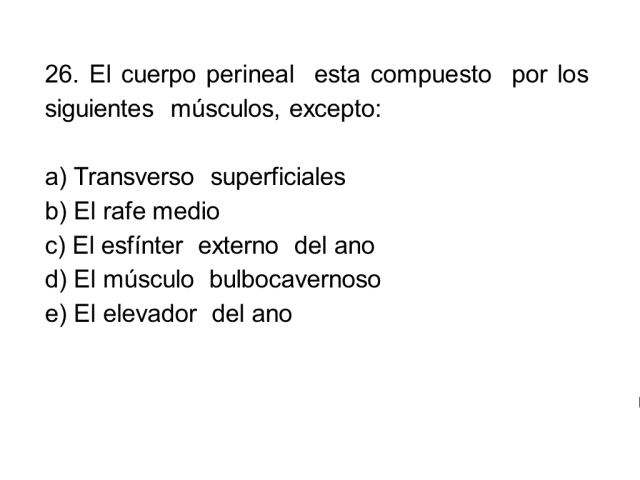 26. El cuerpo perineal esta compuesto por los
siguientes músculos, excepto:
a) Transverso superficiales
b) El rafe medio
c) El esfínter externo del ano
d) El músculo bulbocavernoso
e) El elevador del ano